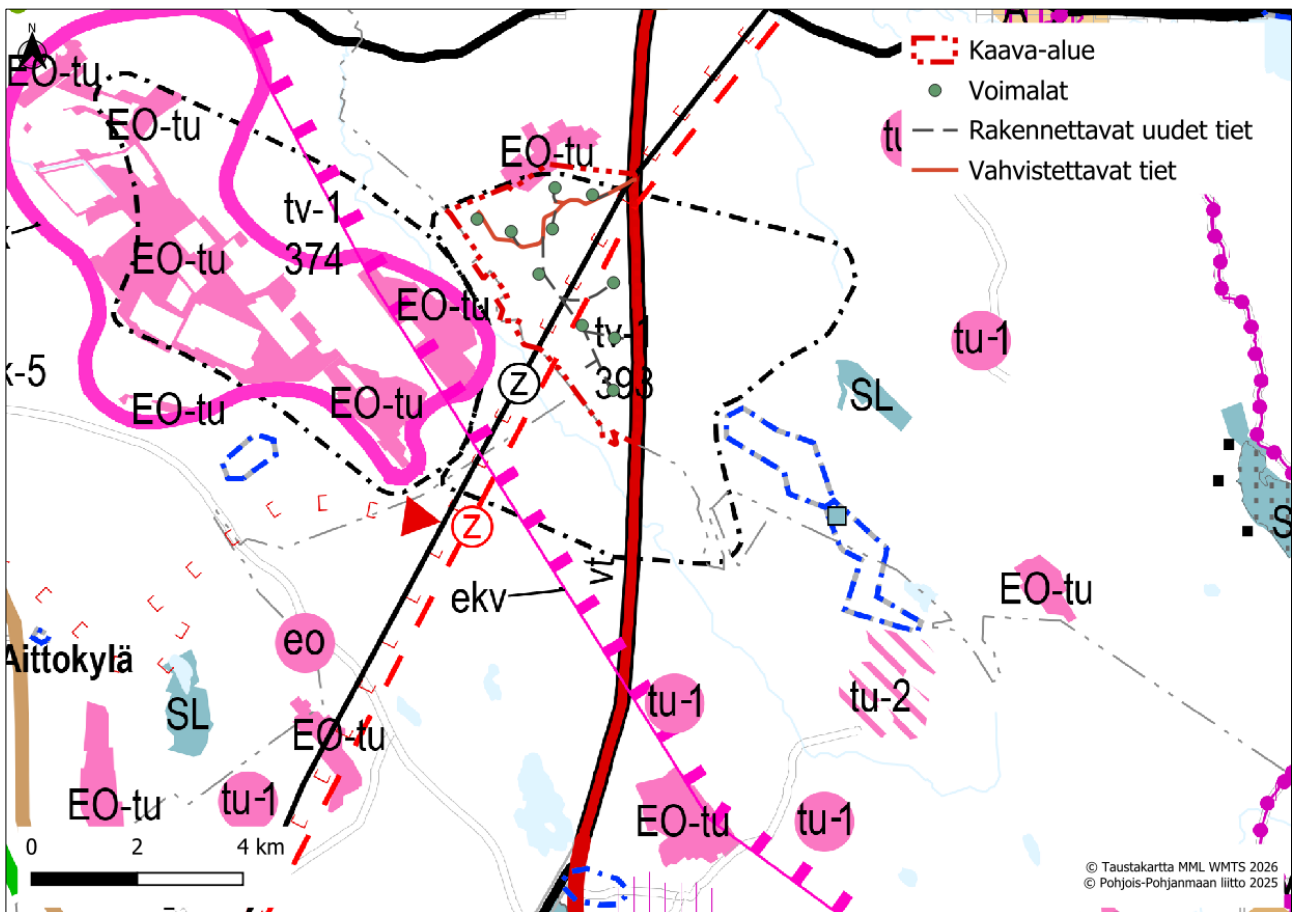 N
EO-tu
EO-tu
EO-tu
tv-1
374
EO-tu
EO-tu
k-5
EO-tu
EO-tu
tv-1
393
Z
Z
ekv
vt
Kaava-alue
Voimalat
Rakennettavat uudet tiet
Vahvistettavat tiet
tu-1
SL
EO-tu
eo
Aittokylä
SL
EO-tu
tu-1
tu-2
EO-tu
tu-1
EO-tu
tu-1
0 2 4 km
© Taustakartta MML WMTS 2026
© Pohjois-Pohjanmaan liitto 2025